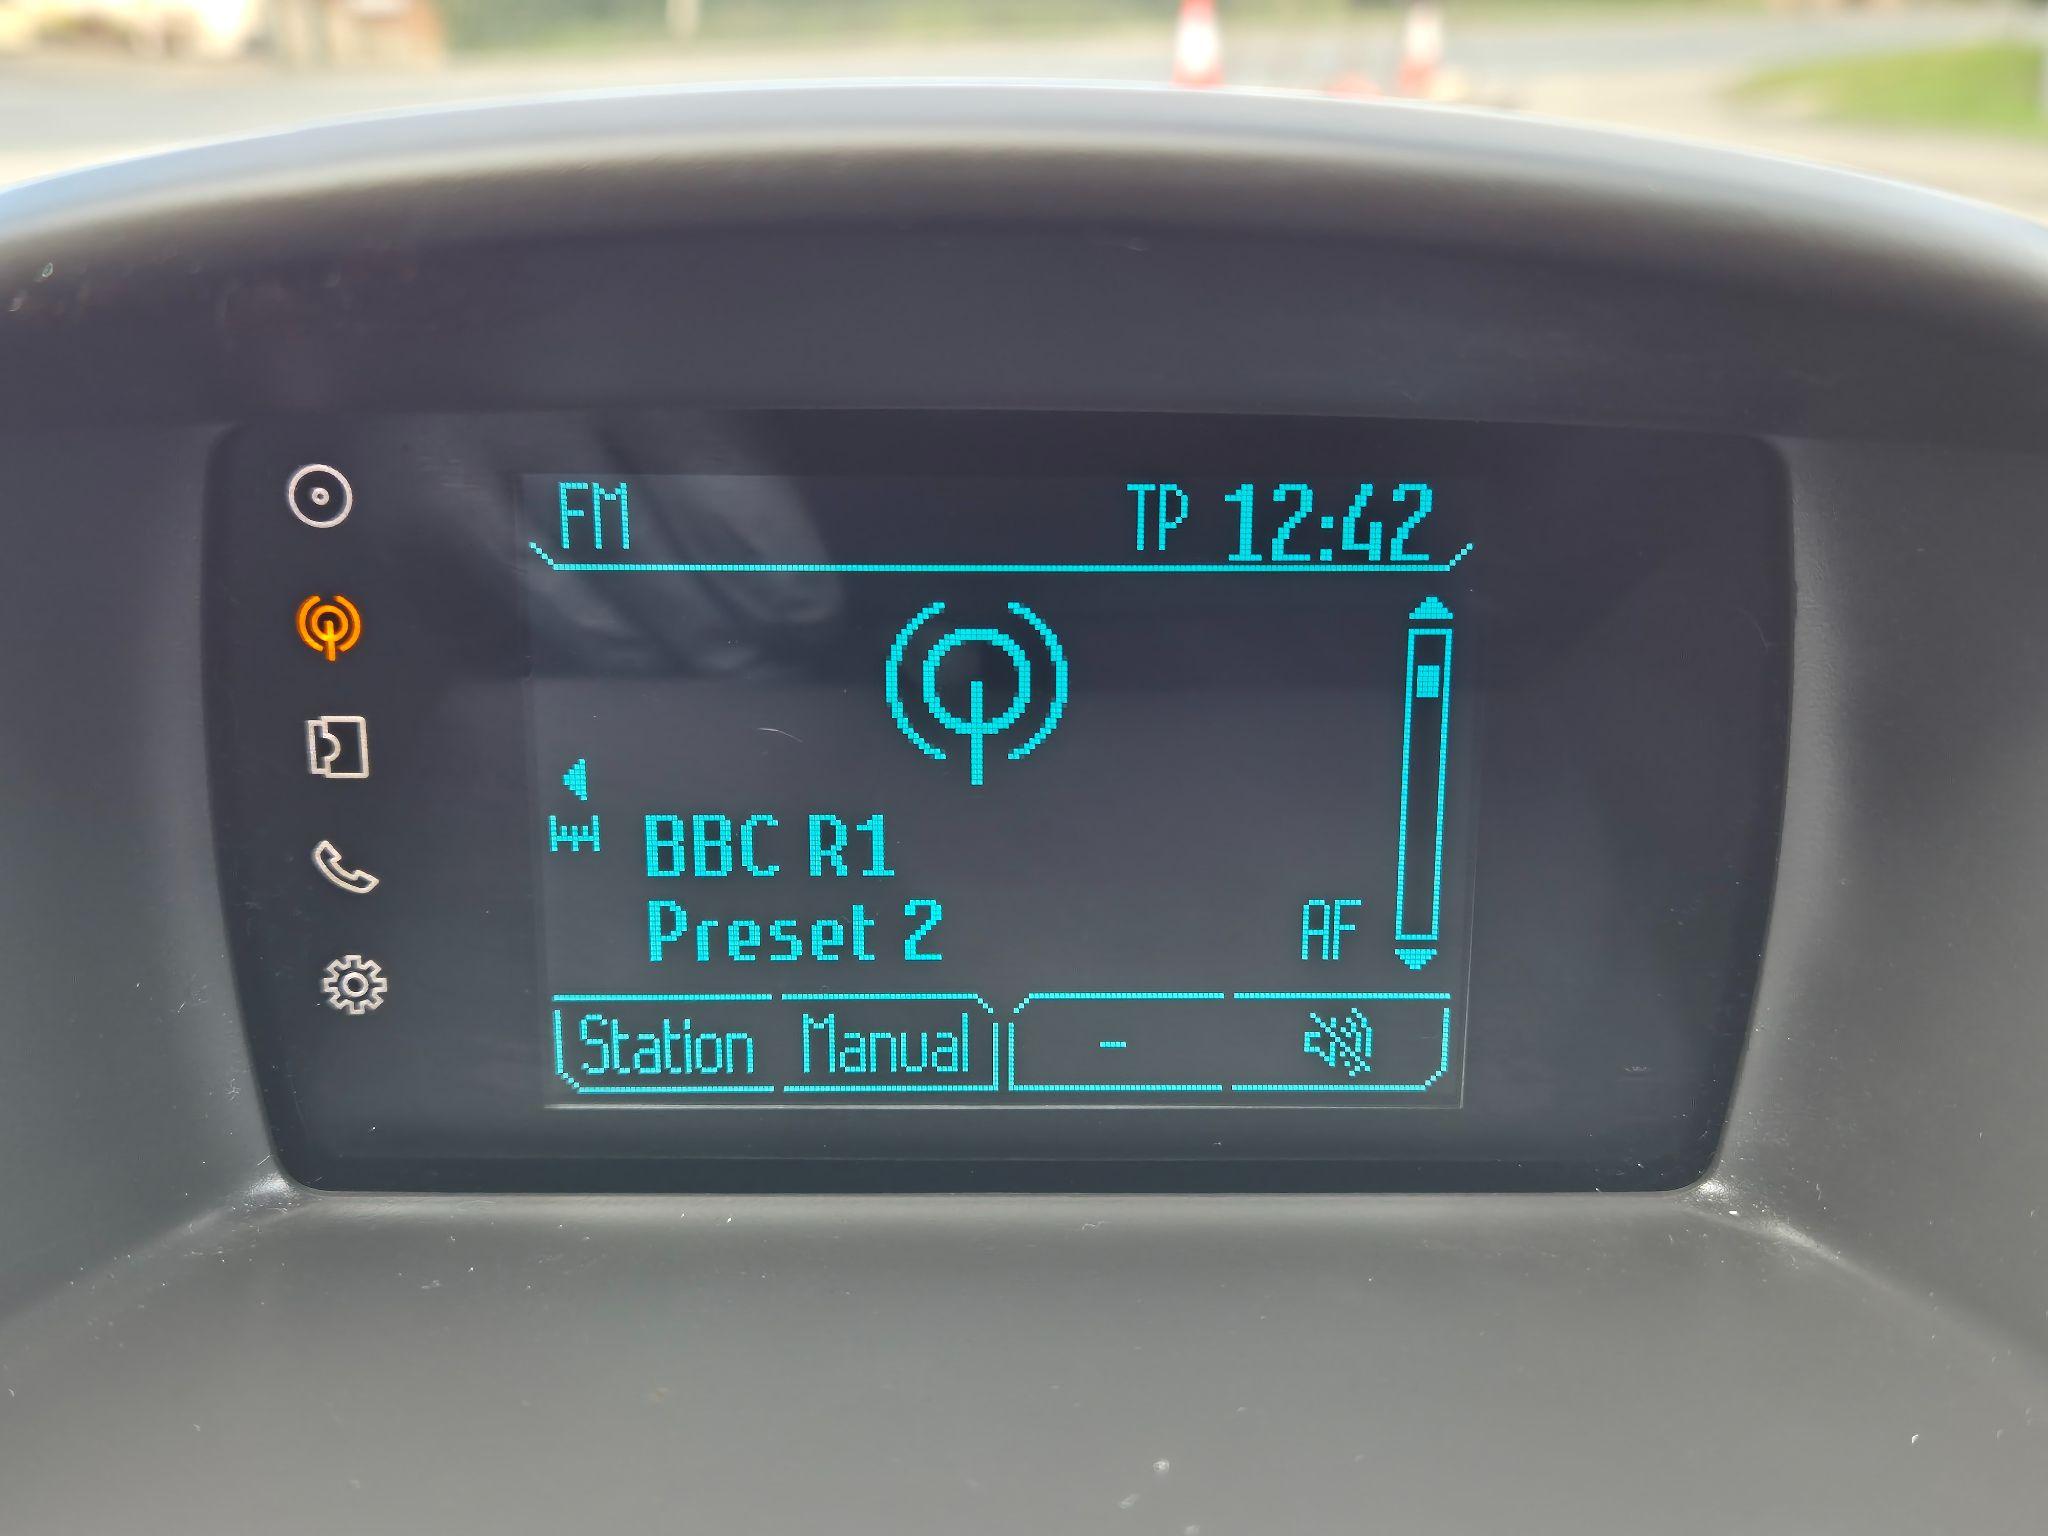 FM TP 12:42
BBC R1
Preset 2 AF
Station Manual -